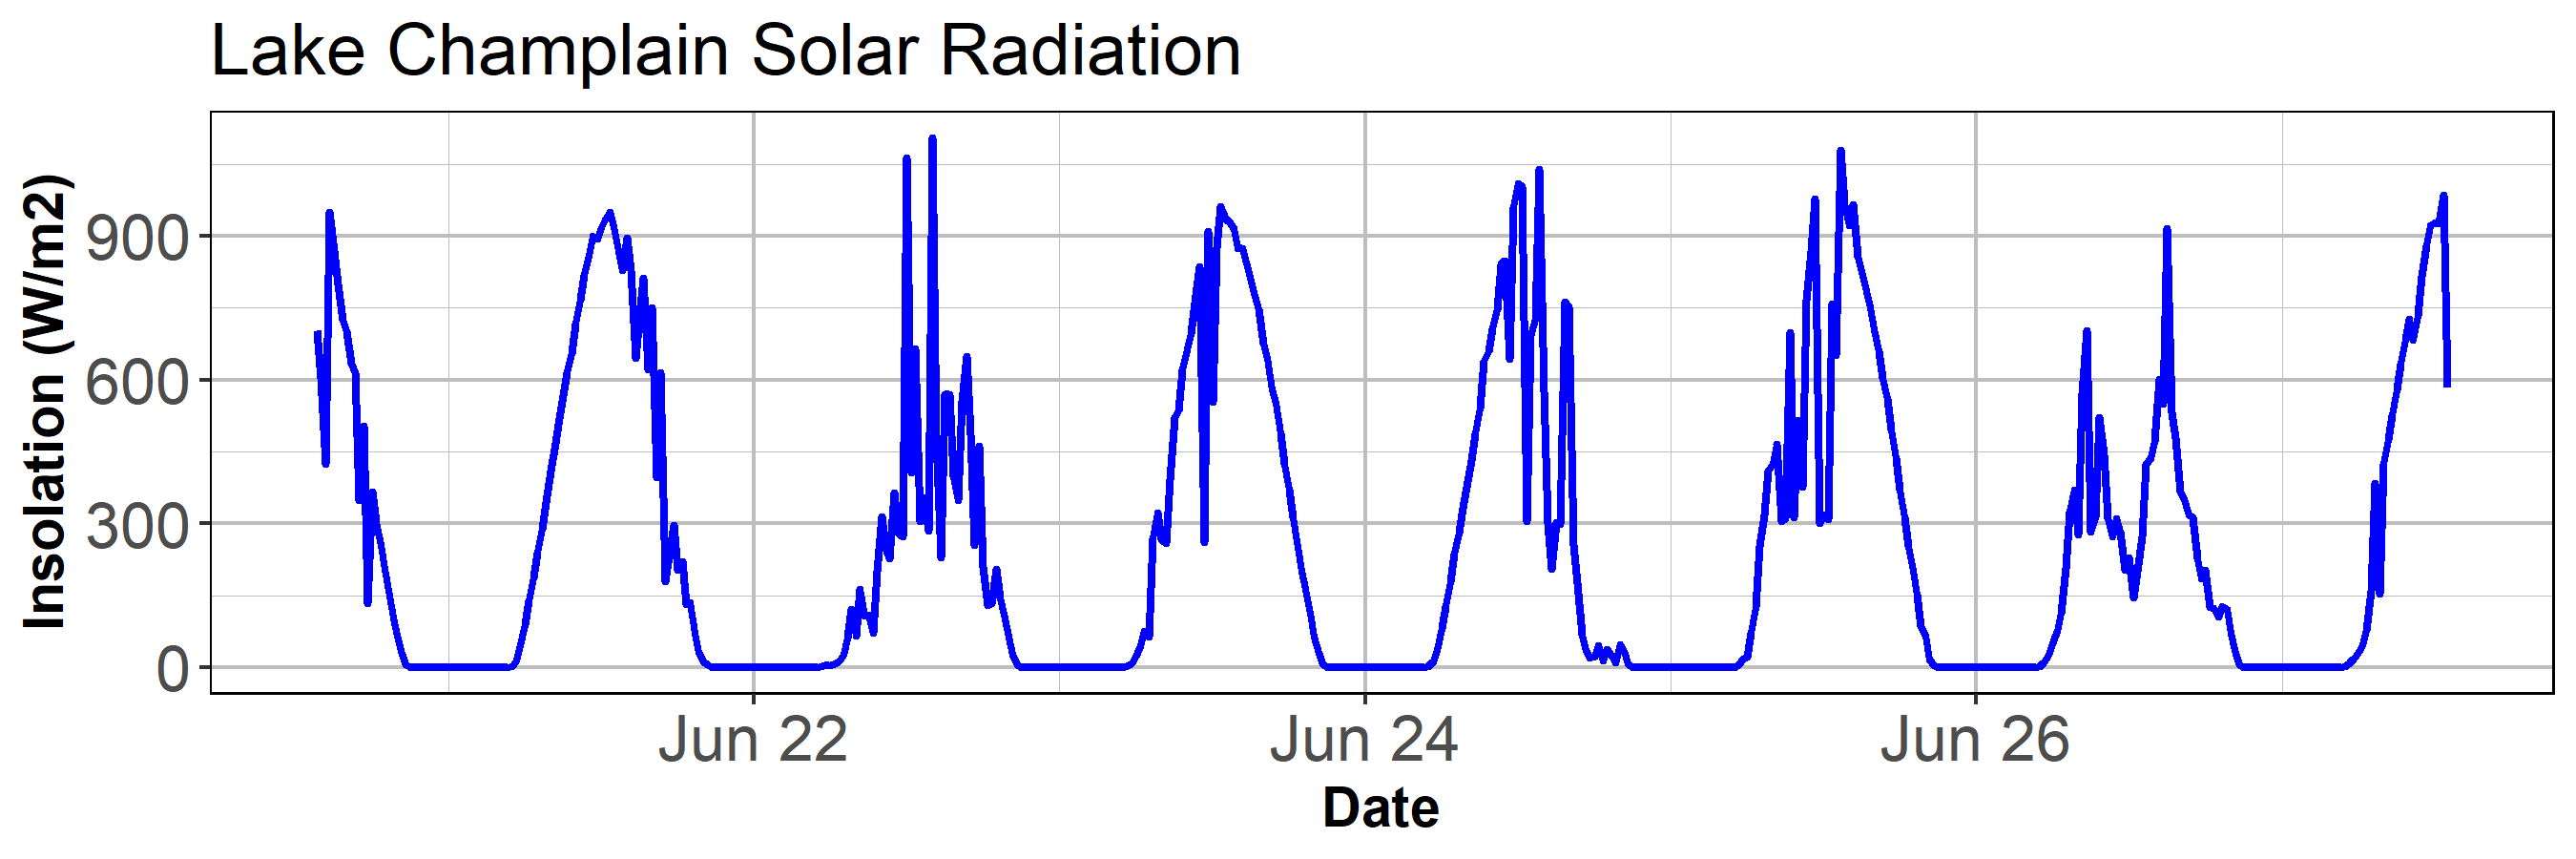 Lake Champlain Solar Radiation
Insolation (W/m2)
900
600
300
0
Jun 22 Jun 24 Jun 26
Date